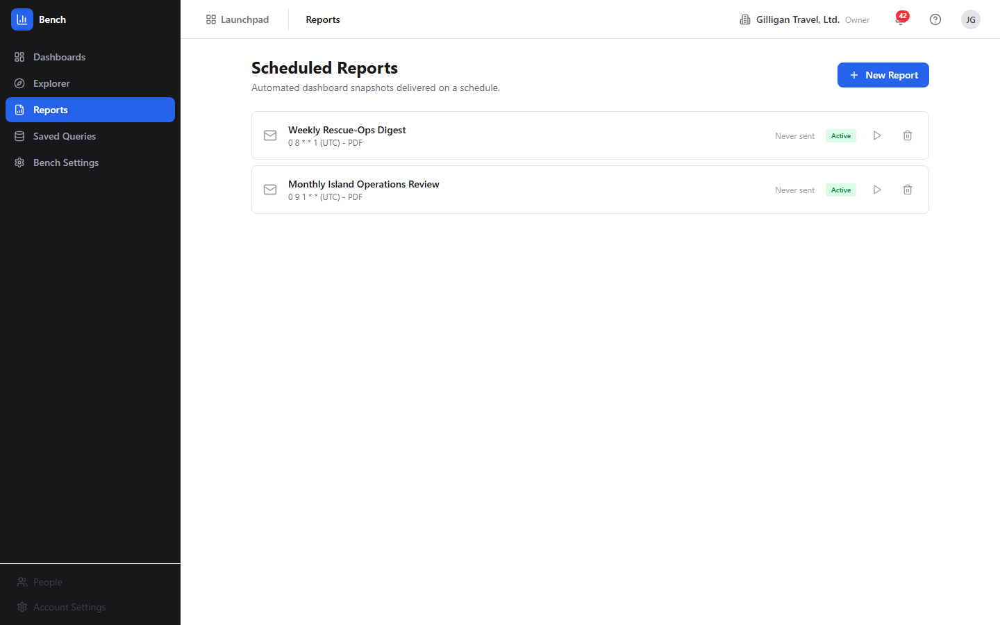 Bench
Dashboards
Explorer
Reports
Saved Queries
Bench Settings
People
Account Settings
Launchpad
Reports
Gilligan Travel, Ltd. Owner
42
JG
Scheduled Reports
Automated dashboard snapshots delivered on a schedule.
New Report
Weekly Rescue-Ops Digest
0 8 * * 1 (UTC) - PDF
Never sent
Active
Monthly Island Operations Review
0 9 1 * * (UTC) - PDF
Never sent
Active